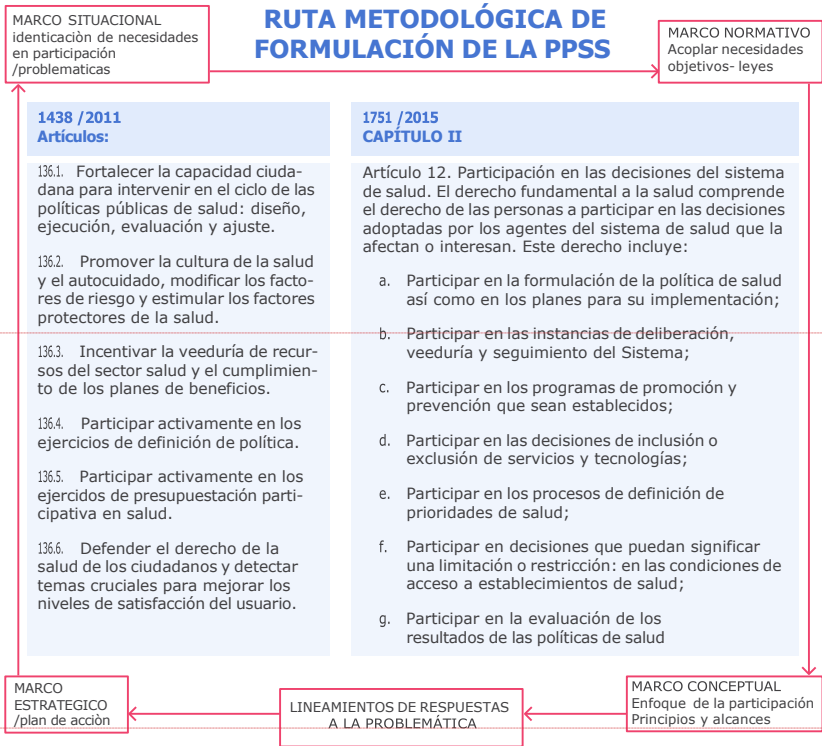 MARCO SITUACIONAL
identicaciòn de necesidades
en participación
/problematicas
RUTA METODOLÓGICA DE
FORMULACIÓN DE LA PPSS
MARCO NORMATIVO
Acoplar necesidades
objetivos- leyes
1438 /2011
Artículos:
136.1. Fortalecer la capacidad ciuda-
dana para intervenir en el ciclo de las
políticas públicas de salud: diseño,
ejecución, evaluación y ajuste.
136.2. Promover la cultura de la salud
y el autocuidado, modificar los facto-
res de riesgo y estimular los factores
protectores de la salud.
136.3. Incentivar la veeduría de recur-
sos del sector salud y el cumplimien-
to de los planes de beneficios.
136.4. Participar activamente en los
ejercicios de definición de política.
136.5. Participar activamente en los
ejercidos de presupuestación parti-
cipativa en salud.
136.6. Defender el derecho de la
salud de los ciudadanos y detectar
temas cruciales para mejorar los
niveles de satisfacción del usuario.
1751 /2015
CAPÍTULO II
Artículo 12. Participación en las decisiones del sistema
de salud. El derecho fundamental a la salud comprende
el derecho de las personas a participar en las decisiones
adoptadas por los agentes del sistema de salud que la
afectan o interesan. Este derecho incluye:
a. Participar en la formulación de la política de salud
así como en los planes para su implementación;
b. Participar en las instancias de deliberación,
veeduría y seguimiento del Sistema;
c. Participar en los programas de promoción y
prevención que sean establecidos;
d. Participar en las decisiones de inclusión o
exclusión de servicios y tecnologías;
e. Participar en los procesos de definición de
prioridades de salud;
f. Participar en decisiones que puedan significar
una limitación o restricción: en las condiciones de
acceso a establecimientos de salud;
g. Participar en la evaluación de los
resultados de las políticas de salud
MARCO
ESTRATEGICO
/plan de acciòn
LINEAMIENTOS DE RESPUESTAS
A LA PROBLEMÁTICA
MARCO CONCEPTUAL
Enfoque de la participación
Principios y alcances